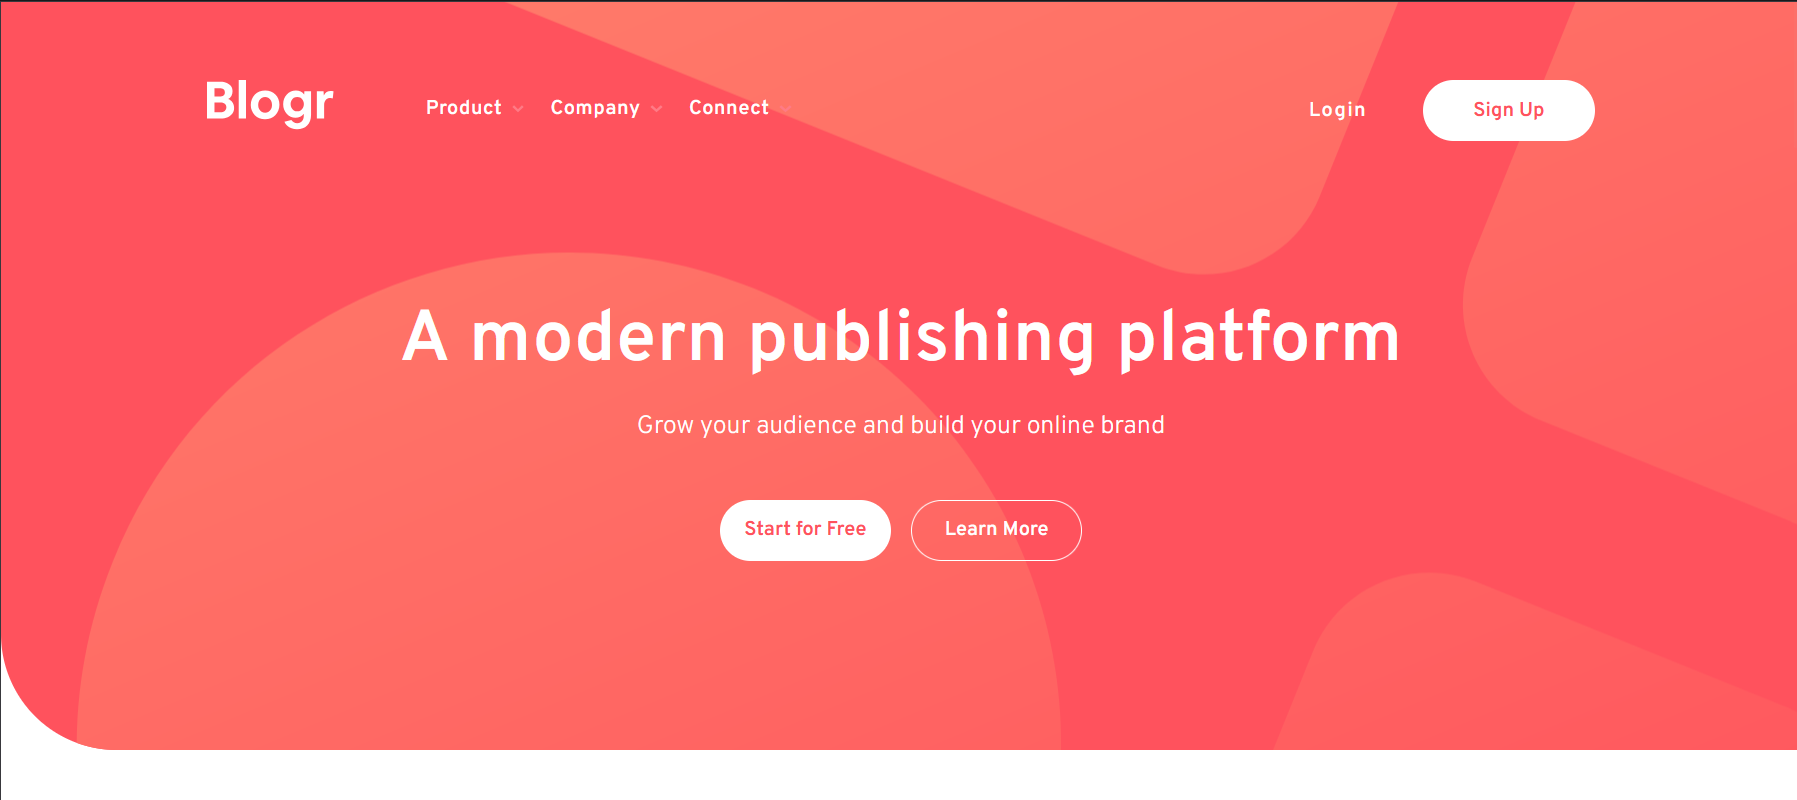 Blogr Product Company Connect Login Sign Up
A modern publishing platform
Grow your audience and build your online brand
Start for Free Learn More